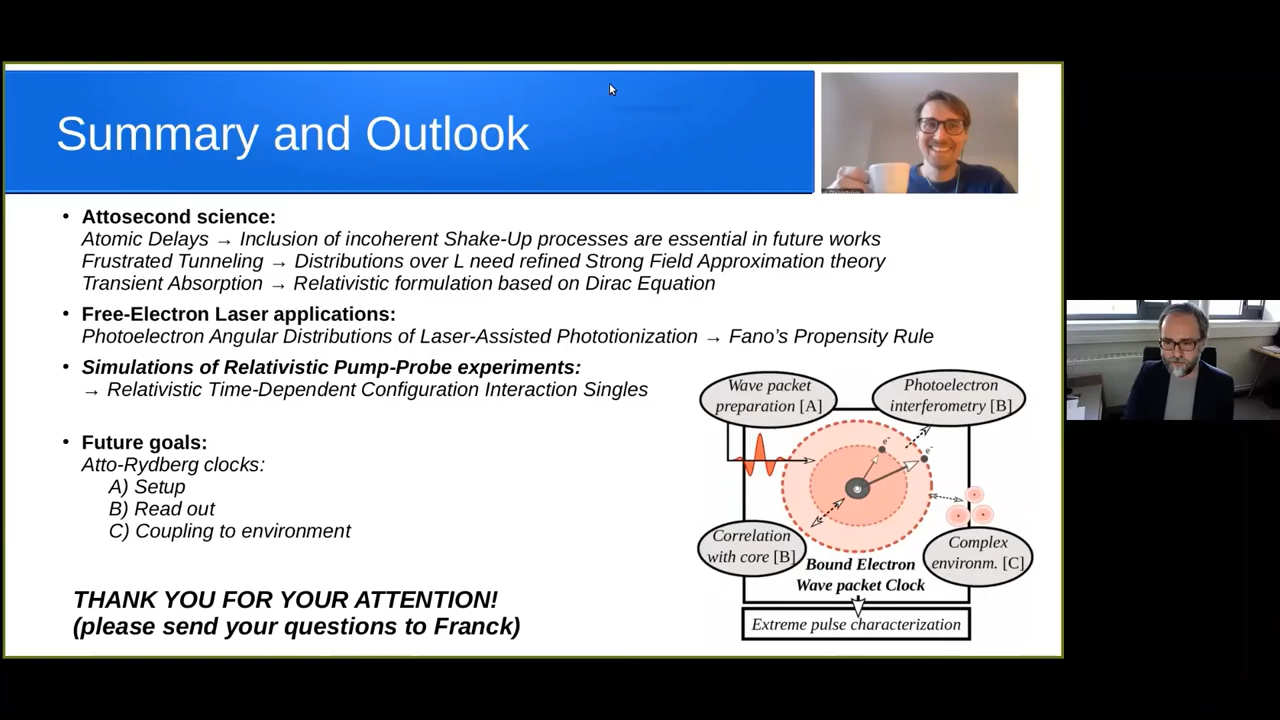 Summary and Outlook
• Attosecond science:
Atomic Delays → Inclusion of incoherent Shake-Up processes are essential in future works
Frustrated Tunneling → Distributions over L need refined Strong Field Approximation theory
Transient Absorption → Relativistic formulation based on Dirac Equation
• Free-Electron Laser applications:
Photoelectron Angular Distributions of Laser-Assisted Phototionization → Fano's Propensity Rule
• Simulations of Relativistic Pump-Probe experiments:
→ Relativistic Time-Dependent Configuration Interaction Singles
• Future goals:
Atto-Rydberg clocks:
A) Setup
B) Read out
C) Coupling to environment
THANK YOU FOR YOUR ATTENTION!
(please send your questions to Franck)
Wave packet
preparation [A]
Photoelectron
interferometry [B]
e-
e-
Correlation
with core [B]
Complex
environm. [C]
Bound Electron
Wave packet Clock
Extreme pulse characterization